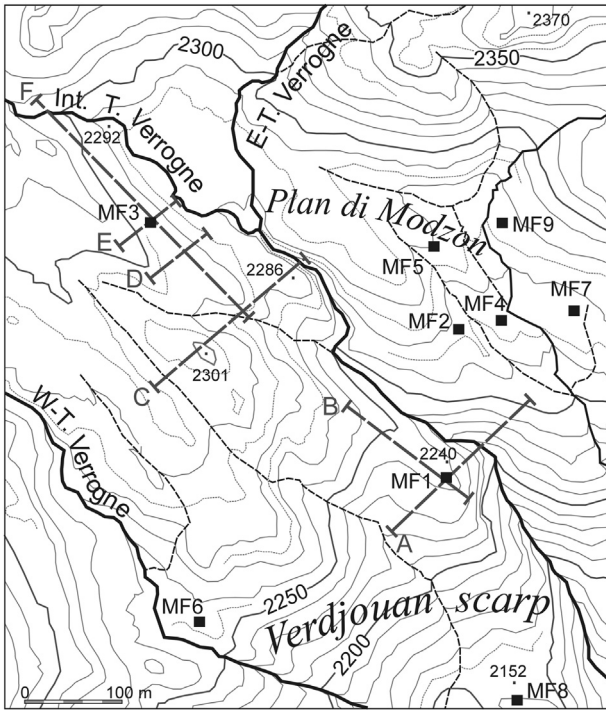 2370
2300
2350
F
Int. T. Verrogne
E-T. Verrogne
2292
Plan di Modzon
MF3
MF9
E
MF5
D
2286
MF7
MF4
MF2
2301
C
W-T. Verrogne
B
2240
MF1
A
MF6
2250
Verdjouan scarp
2200
2152
MF8
0 100 m